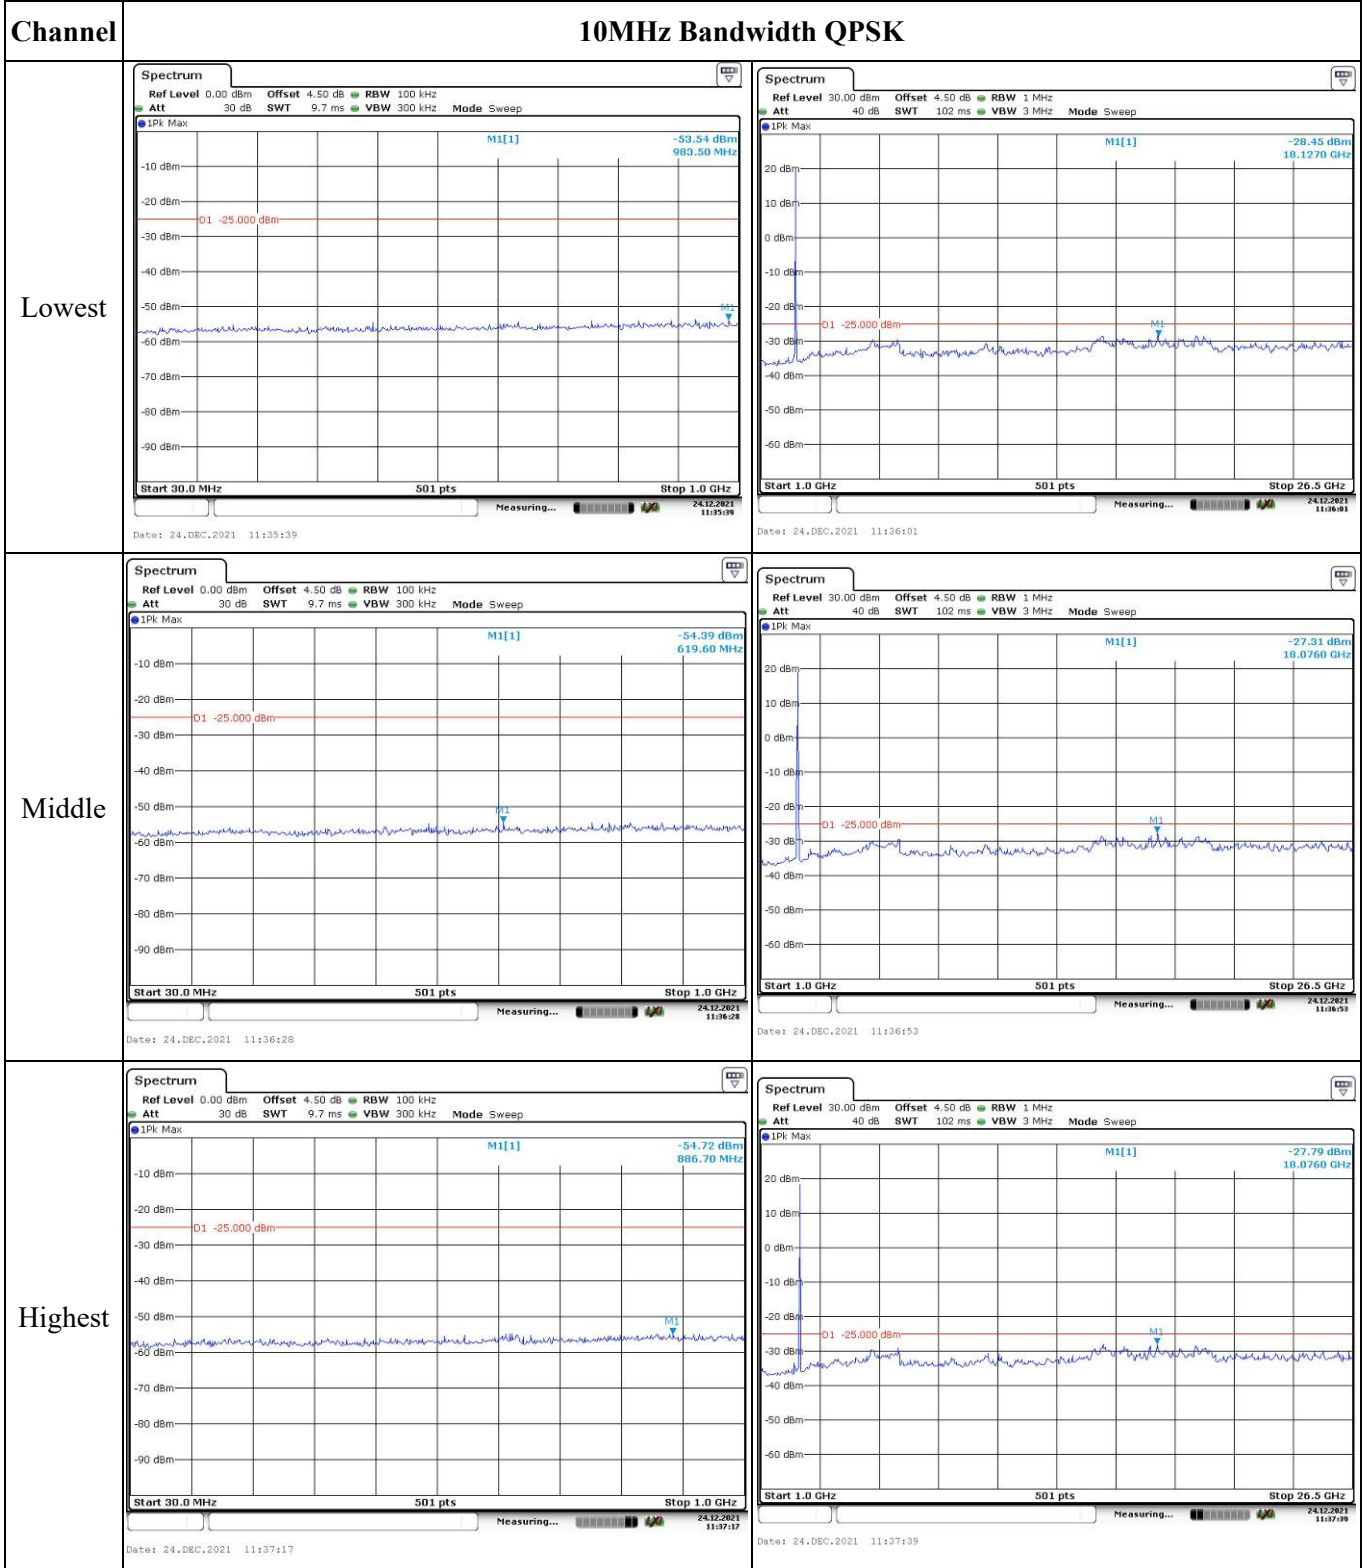 Channel 10MHz Bandwidth QPSK
Lowest
Spectrum
Ref Level 0.00 dBm Offset 4.50 dB RBW 100 kHz
Att 30 dB SWT 9.7 ms VBW 300 kHz Mode Sweep
1Pk Max
M1[1] -53.54 dBm
983.50 MHz
-10 dBm
-20 dBm
D1 -25.000 dBm
-30 dBm
-40 dBm
-50 dBm
M1
-60 dBm
-70 dBm
-80 dBm
-90 dBm
Start 30.0 MHz 501 pts Stop 1.0 GHz
Measuring... 24.12.2021
11:35:39
Date: 24.DEC.2021 11:35:39
Spectrum
Ref Level 30.00 dBm Offset 4.50 dB RBW 1 MHz
Att 40 dB SWT 102 ms VBW 3 MHz Mode Sweep
1Pk Max
M1[1] -28.45 dBm
18.1270 GHz
20 dBm
10 dBm
0 dBm
-10 dBm
-20 dBm
D1 -25.000 dBm
M1
-30 dBm
-40 dBm
-50 dBm
-60 dBm
Start 1.0 GHz 501 pts Stop 26.5 GHz
Measuring... 24.12.2021
11:36:01
Date: 24.DEC.2021 11:36:01
Middle
Spectrum
Ref Level 0.00 dBm Offset 4.50 dB RBW 100 kHz
Att 30 dB SWT 9.7 ms VBW 300 kHz Mode Sweep
1Pk Max
M1[1] -54.39 dBm
619.60 MHz
-10 dBm
-20 dBm
D1 -25.000 dBm
-30 dBm
-40 dBm
-50 dBm
M1
-60 dBm
-70 dBm
-80 dBm
-90 dBm
Start 30.0 MHz 501 pts Stop 1.0 GHz
Measuring... 24.12.2021
11:36:28
Date: 24.DEC.2021 11:36:28
Spectrum
Ref Level 30.00 dBm Offset 4.50 dB RBW 1 MHz
Att 40 dB SWT 102 ms VBW 3 MHz Mode Sweep
1Pk Max
M1[1] -27.31 dBm
18.0760 GHz
20 dBm
10 dBm
0 dBm
-10 dBm
-20 dBm
D1 -25.000 dBm
M1
-30 dBm
-40 dBm
-50 dBm
-60 dBm
Start 1.0 GHz 501 pts Stop 26.5 GHz
Measuring... 24.12.2021
11:36:53
Date: 24.DEC.2021 11:36:53
Highest
Spectrum
Ref Level 0.00 dBm Offset 4.50 dB RBW 100 kHz
Att 30 dB SWT 9.7 ms VBW 300 kHz Mode Sweep
1Pk Max
M1[1] -54.72 dBm
886.70 MHz
-10 dBm
-20 dBm
D1 -25.000 dBm
-30 dBm
-40 dBm
-50 dBm
M1
-60 dBm
-70 dBm
-80 dBm
-90 dBm
Start 30.0 MHz 501 pts Stop 1.0 GHz
Measuring... 24.12.2021
11:37:17
Date: 24.DEC.2021 11:37:17
Spectrum
Ref Level 30.00 dBm Offset 4.50 dB RBW 1 MHz
Att 40 dB SWT 102 ms VBW 3 MHz Mode Sweep
1Pk Max
M1[1] -27.79 dBm
18.0760 GHz
20 dBm
10 dBm
0 dBm
-10 dBm
-20 dBm
D1 -25.000 dBm
M1
-30 dBm
-40 dBm
-50 dBm
-60 dBm
Start 1.0 GHz 501 pts Stop 26.5 GHz
Measuring... 24.12.2021
11:37:39
Date: 24.DEC.2021 11:37:39